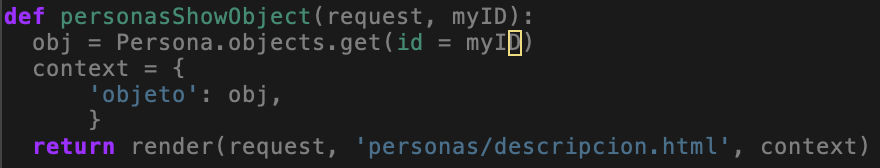 def personasShowObject(request, myID):
  obj = Persona.objects.get(id = myID)
  context = {
      'objeto': obj,
      }
  return render(request, 'personas/descripcion.html', context)